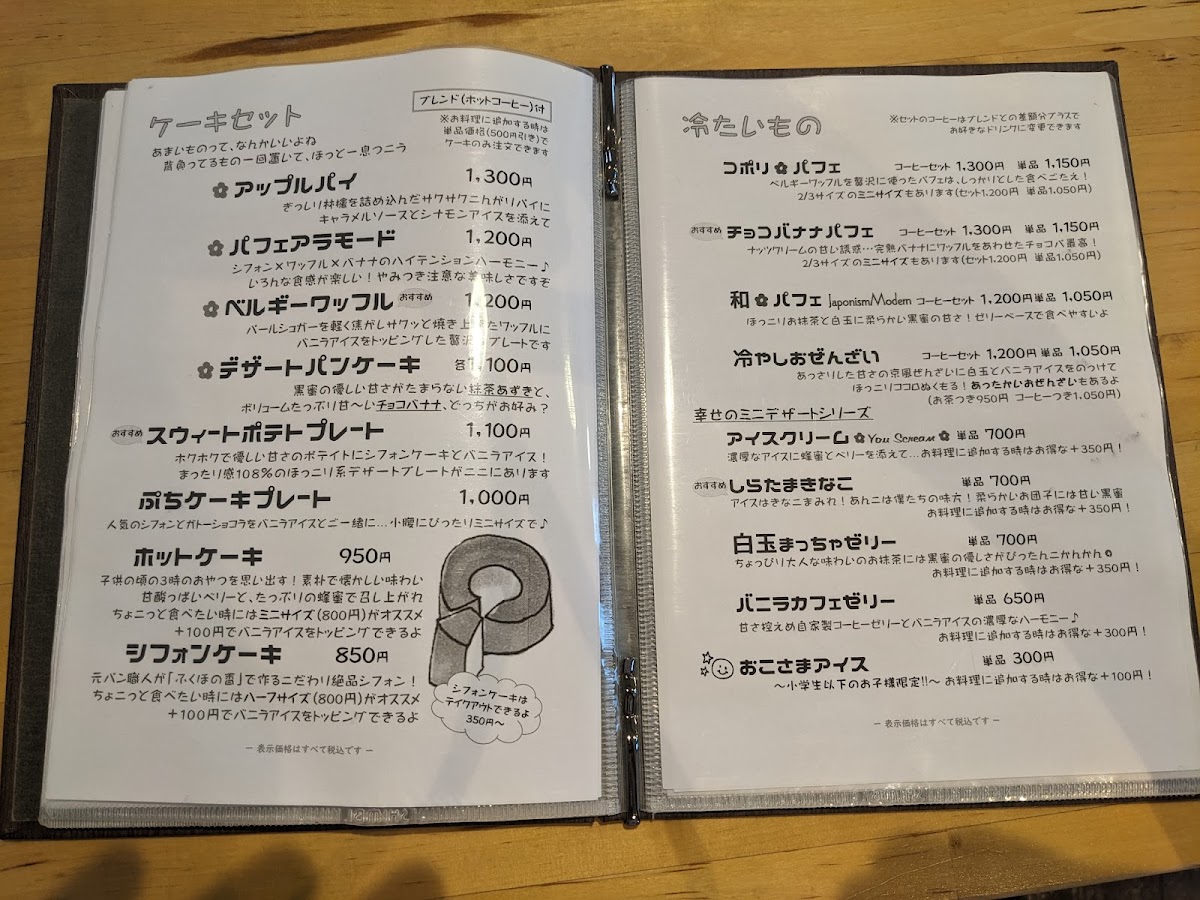 ケーキセット
ブレンド(ホットコーヒー)付
※お料理に追加する時は
単品価格(500円引き)で
ケーキのみ注文できます
あまいものって、なんかいいよね
背負ってるもの一回置いて、ほっと一息つこう
アップルパイ 1,300円
ぎっしり林檎を詰め込んだサクサクこんがりパイに
キャラメルソースとシナモンアイスを添えて
パフェアラモード 1,200円
シフォン×ワッフル×バナナのハイテンションハーモニー♪
いろんな食感が楽しい！やみつき注意な美味しさですぞ
ベルギーワッフル おすすめ 1,200円
パールシュガーを軽く焦がしサクッと焼き上げたワッフルに
バニラアイスをトッピングした贅沢プレートです
デザートパンケーキ 各1,100円
黒蜜の優しい甘さがたまらない抹茶あずきと、
ボリュームたっぷり甘〜いチョコバナナ、どっちがお好み？
おすすめ スウィートポテトプレート 1,100円
ホクホクで優しい甘さのポテイトにシフォンケーキとバニラアイス！
まったり感108%のほっこり系デザートプレートがここにあります
ぷちケーキプレート 1,000円
人気のシフォンとガトーショコラをバニラアイスとご一緒に…小腹にぴったりミニサイズで♪
ホットケーキ 950円
子供の頃の3時のおやつを思い出す！素朴で懐かしい味わい
甘酸っぱいベリーと、たっぷりの蜂蜜で召し上がれ
ちょこっと食べたい時にはミニサイズ(800円)がオススメ
＋100円でバニラアイスをトッピングできるよ
シフォンケーキ 850円
元パン職人が「ふくほの香」で作るこだわり絶品シフォン！
ちょこっと食べたい時にはハーフサイズ(800円)がオススメ
＋100円でバニラアイスをトッピングできるよ
シフォンケーキは
テイクアウトできるよ
350円〜
− 表示価格はすべて税込です −
冷たいもの
※セットのコーヒーはブレンドとの差額分プラスで
お好きなドリンクに変更できます
コポリ パフェ コーヒーセット 1,300円 単品 1,150円
ベルギーワッフルを贅沢に使ったパフェは、しっかりとした食べごたえ！
2/3サイズのミニサイズもあります(セット1,200円 単品1,050円)
おすすめ チョコバナナパフェ コーヒーセット 1,300円 単品 1,150円
ナッツクリームの甘い誘惑…完熟バナナにワッフルをあわせたチョコバ最高！
2/3サイズのミニサイズもあります(セット1,200円 単品1,050円)
和 パフェ Japonism Modern コーヒーセット 1,200円 単品 1,050円
ほっこりお抹茶と白玉に柔らかい黒蜜の甘さ！ゼリーベースで食べやすいよ
冷やしおぜんざい コーヒーセット 1,200円 単品 1,050円
あっさりした甘さの京風ぜんざいに白玉とバニラアイスをのっけて
ほっこりココロぬくもる！あったかいおぜんざいもあるよ
(お茶つき950円 コーヒーつき1,050円)
幸せのミニデザートシリーズ
アイスクリーム You Scream 単品 700円
濃厚なアイスに蜂蜜とベリーを添えて…お料理に追加する時はお得な＋350円！
おすすめ しらたまきなこ 単品 700円
アイスはきなこまみれ！あんこは僕たちの味方！柔らかいお団子には甘い黒蜜
お料理に追加する時はお得な＋350円！
白玉まっちゃゼリー 単品 700円
ちょっぴり大人な味わいのお抹茶には黒蜜の優しさがぴったんこかんかん
お料理に追加する時はお得な＋350円！
バニラカフェゼリー 単品 650円
甘さ控えめ自家製コーヒーゼリーとバニラアイスの濃厚なハーモニー♪
お料理に追加する時はお得な＋300円！
おこさまアイス 単品 300円
〜小学生以下のお子様限定!!〜 お料理に追加する時はお得な＋100円！
− 表示価格はすべて税込です −